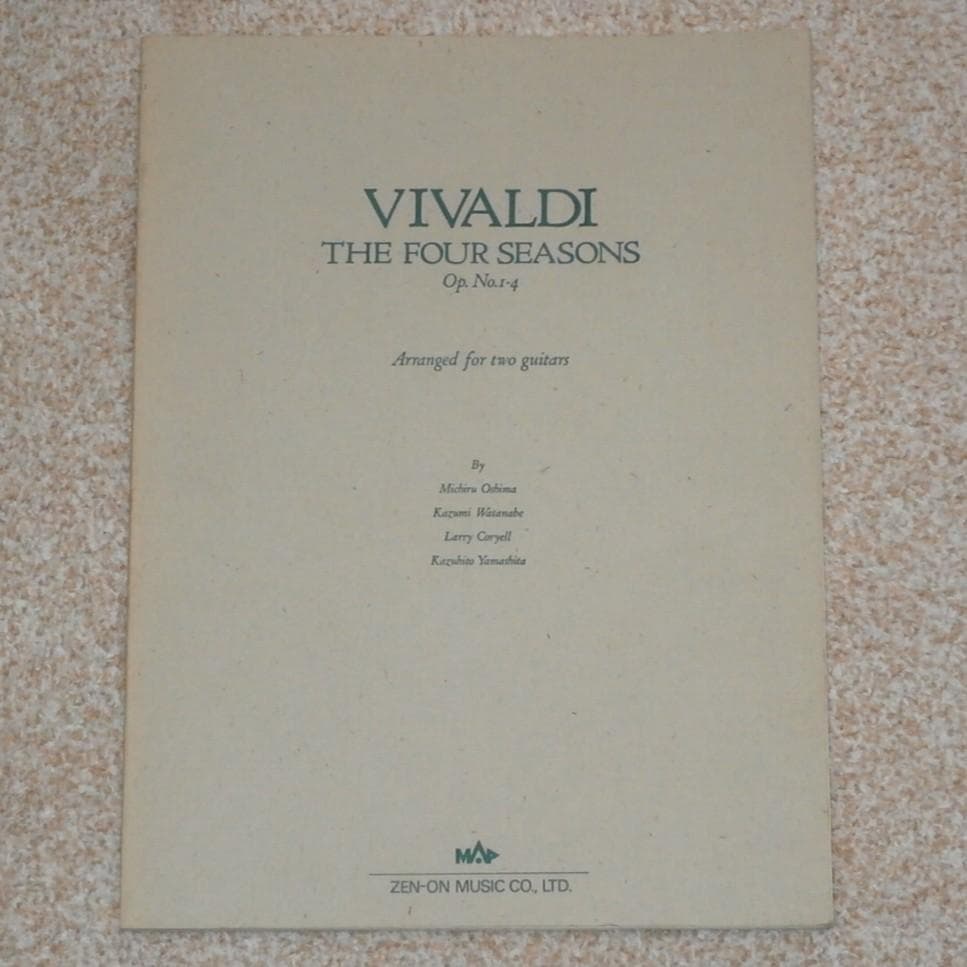 VIVALDI
THE FOUR SEASONS
Op. No.1-4
Arranged for two guitars
By
Michiru Oshima
Kazumi Watanabe
Larry Coryell
Kazuhito Yamashita
MAP
ZEN-ON MUSIC CO., LTD.